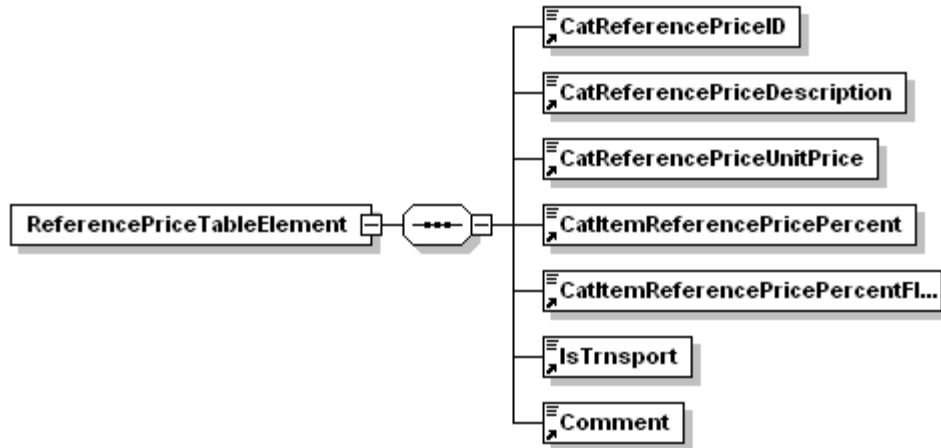 CatReferencePriceID
CatReferencePriceDescription
CatReferencePriceUnitPrice
ReferencePriceTableElement
CatItemReferencePricePercent
CatItemReferencePricePercentFl...
IsTrnsport
Comment